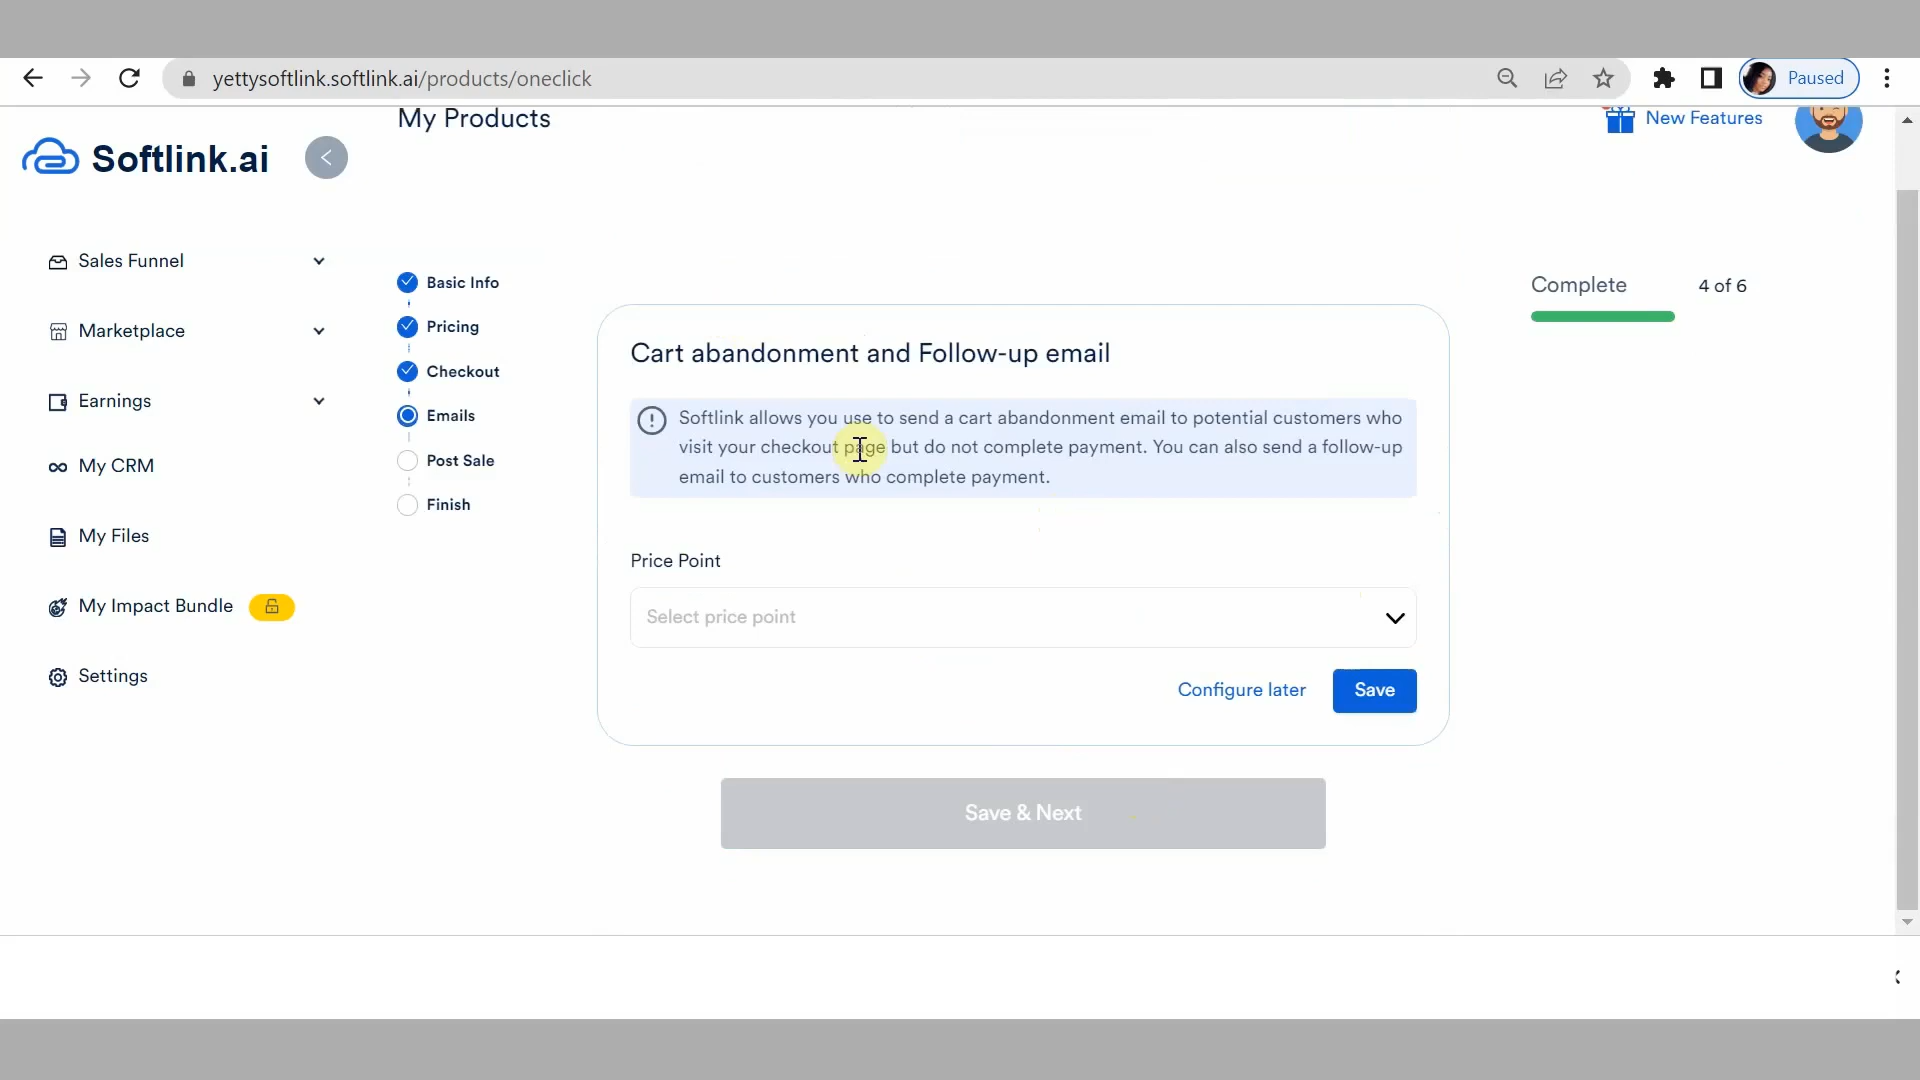 yettysoftlink.softlink.ai/products/oneclick
Paused
My Products
New Features
Softlink.ai
Sales Funnel
Marketplace
Earnings
My CRM
My Files
My Impact Bundle
Settings
Basic Info
Pricing
Checkout
Emails
Post Sale
Finish
Complete
4 of 6
Cart abandonment and Follow-up email
Softlink allows you use to send a cart abandonment email to potential customers who
visit your checkout page but do not complete payment. You can also send a follow-up
email to customers who complete payment.
Price Point
Select price point
Configure later
Save
Save & Next